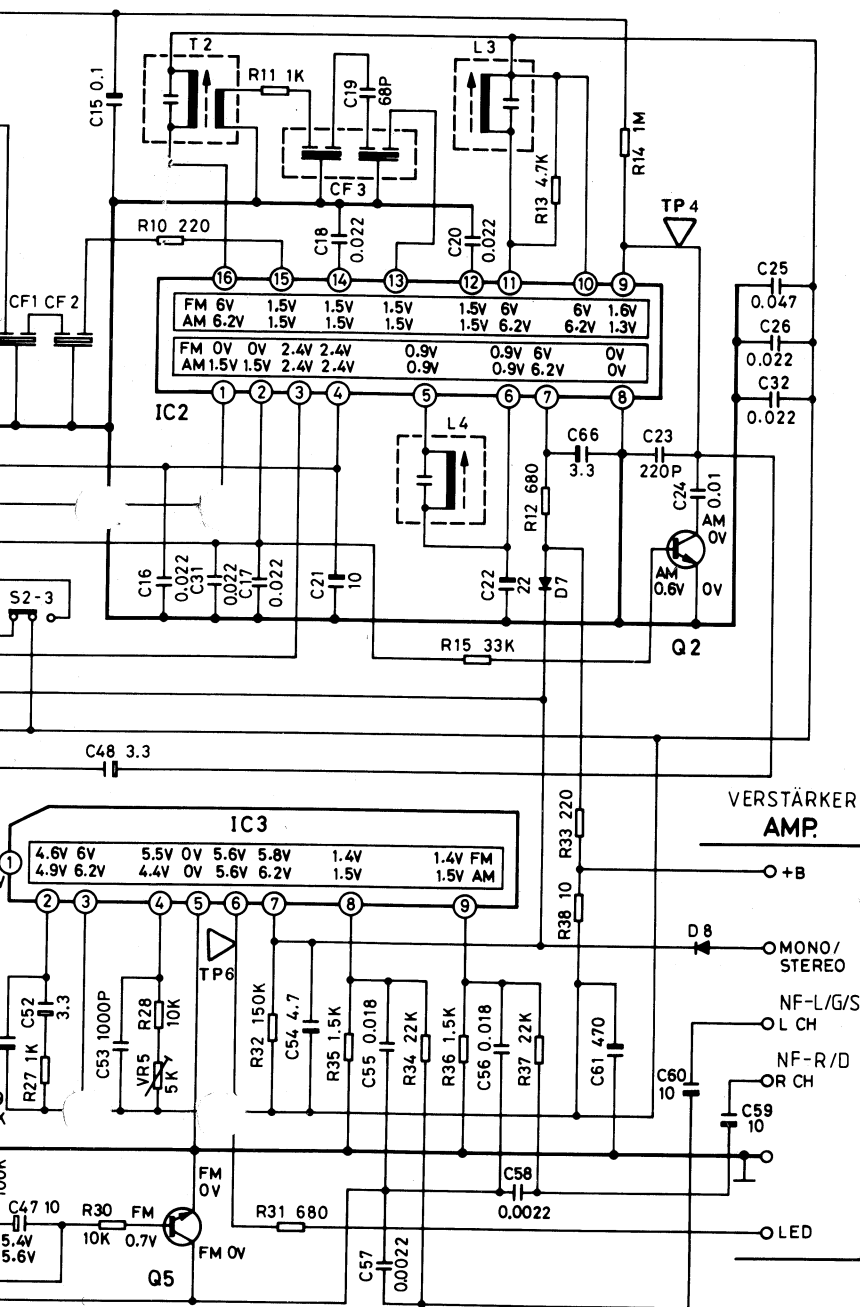 T2
L3
C15 0.1
R11 1K
C19
68P
R14 1M
CF3
R13 4.7K
TP4
R10 220
C18
0.022
C20
0.022
C25
0.047
16 15 14 13 12 11 10 9
CF1 CF2
FM 6V 1.5V 1.5V 1.5V 1.5V 6V 6V 1.6V
AM 6.2V 1.5V 1.5V 1.5V 1.5V 6.2V 6.2V 1.3V
C26
0.022
FM 0V 0V 2.4V 2.4V 0.9V 0.9V 6V 0V
AM 1.5V 1.5V 2.4V 2.4V 0.9V 0.9V 6.2V 0V
C32
0.022
1 2 3 4 5 6 7 8
IC2
L4
C66
3.3
C23
220P
R12 680
C24
0.01
AM
0V
C16
0.022
C31
0.022
C17
0.022
C21
10
C22
22
D7
AM
0.6V
0V
S2-3
R15 33K
Q2
C48 3.3
VERSTÄRKER
AMP.
IC3
R33 220
1
4.6V 6V 5.5V 0V 5.6V 5.8V 1.4V 1.4V FM
4.9V 6.2V 4.4V 0V 5.6V 6.2V 1.5V 1.5V AM
+B
2 3 4 5 6 7 8 9
R38 10
D8
TP6
MONO/
STEREO
C52
3.3
R27 1K
C53 1000P
R28
10K
VR5
5K
R32 150K
C54 4.7
R35 1.5K
C55 0.018
R34 22K
R36 1.5K
C56 0.018
R37 22K
C61 470
NF-L/G/S
L CH
NF-R/D
R CH
C60
10
C59
10
FM
0V
C58
0.0022
C47 10
5.4V
5.6V
R30
10K
FM
0.7V
R31 680
LED
FM 0V
Q5
C57
0.0022